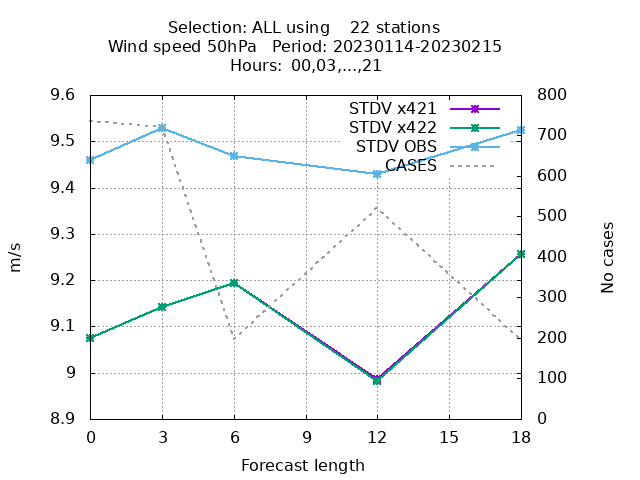 Selection: ALL using    22 stations
Wind speed 50hPa   Period: 20230114-20230215
Hours:  00,03,...,21
STDV x421
STDV x422
STDV OBS
CASES
9.6
9.5
9.4
9.3
9.2
9.1
9
8.9
m/s
800
700
600
500
400
300
200
100
0
No cases
0 3 6 9 12 15 18
Forecast length